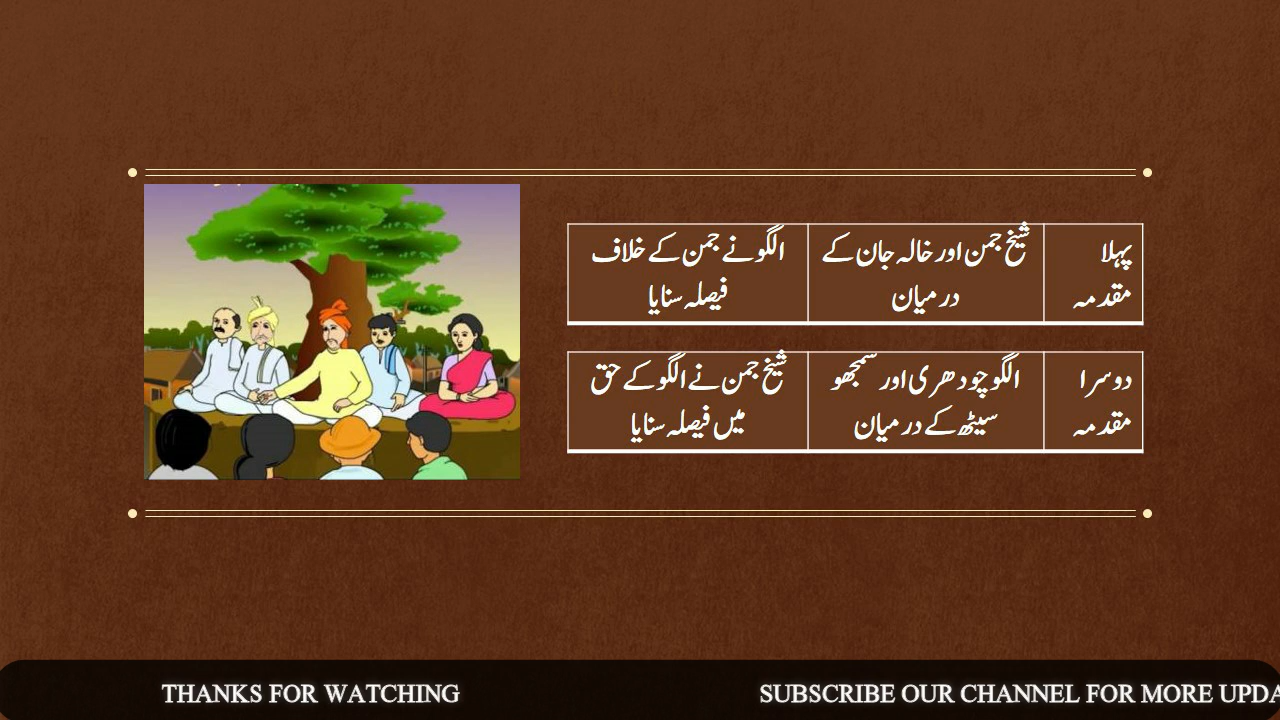 پہلا
مقدمہ
شیخ جمن اور خالہ جان کے
درمیان
الگو نے جمن کے خلاف
فیصلہ سنایا
دوسرا
مقدمہ
الگو چودھری اور سمجھو
سیٹھ کے درمیان
شیخ جمن نے الگو کے حق
میں فیصلہ سنایا
THANKS FOR WATCHING
SUBSCRIBE OUR CHANNEL FOR MORE UPDA